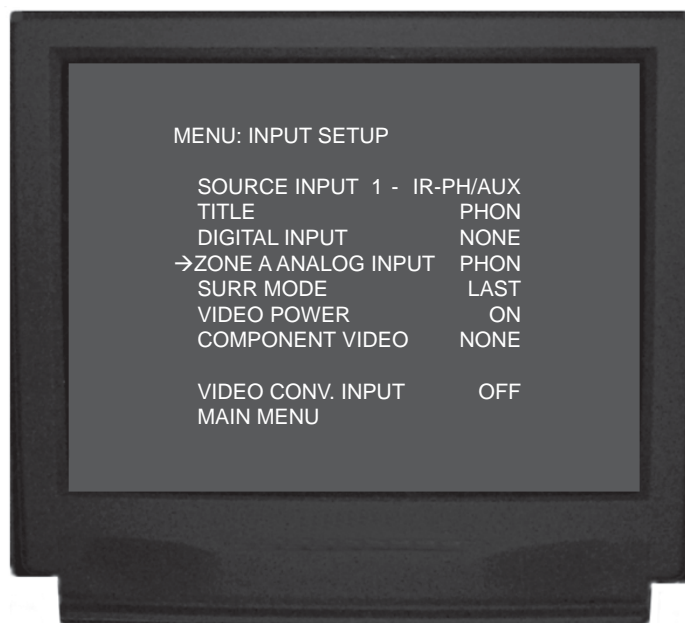 MENU: INPUT SETUP
SOURCE INPUT 1 - IR-PH/AUX
TITLE PHON
DIGITAL INPUT NONE
→ZONE A ANALOG INPUT PHON
SURR MODE LAST
VIDEO POWER ON
COMPONENT VIDEO NONE
VIDEO CONV. INPUT OFF
MAIN MENU